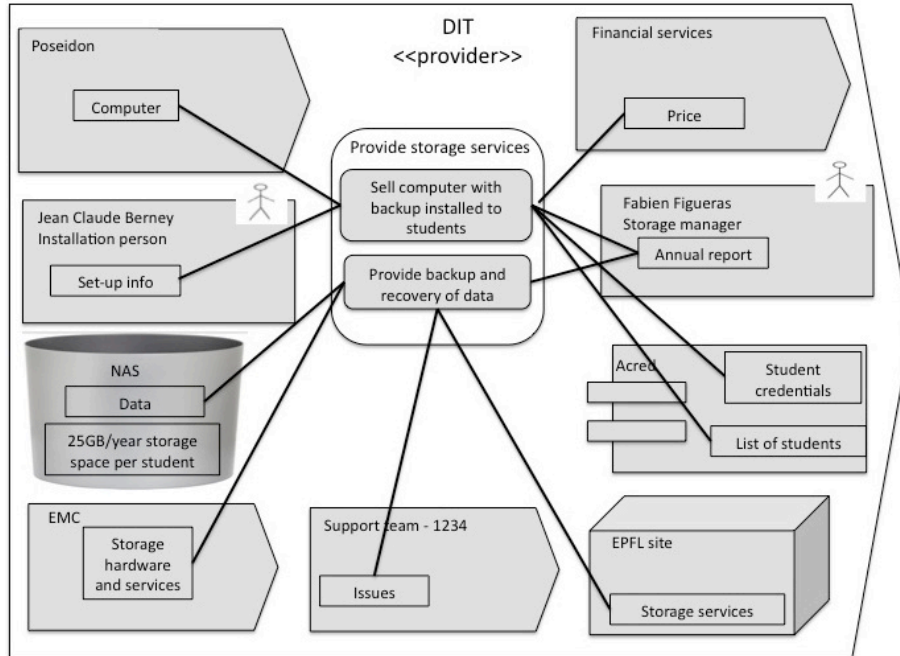 DIT
<<provider>>
Poseidon
Computer
Financial services
Price
Provide storage services
Sell computer with
backup installed to
students
Provide backup and
recovery of data
Jean Claude Berney
Installation person
Set-up info
Fabien Figueras
Storage manager
Annual report
NAS
Data
25GB/year storage
space per student
Acred
Student
credentials
List of students
EMC
Storage
hardware
and services
Support team - 1234
Issues
EPFL site
Storage services